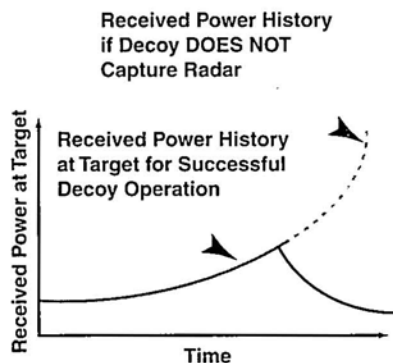 Received Power History
if Decoy DOES NOT
Capture Radar
Received Power History
at Target for Successful
Decoy Operation
Received Power at Target
Time